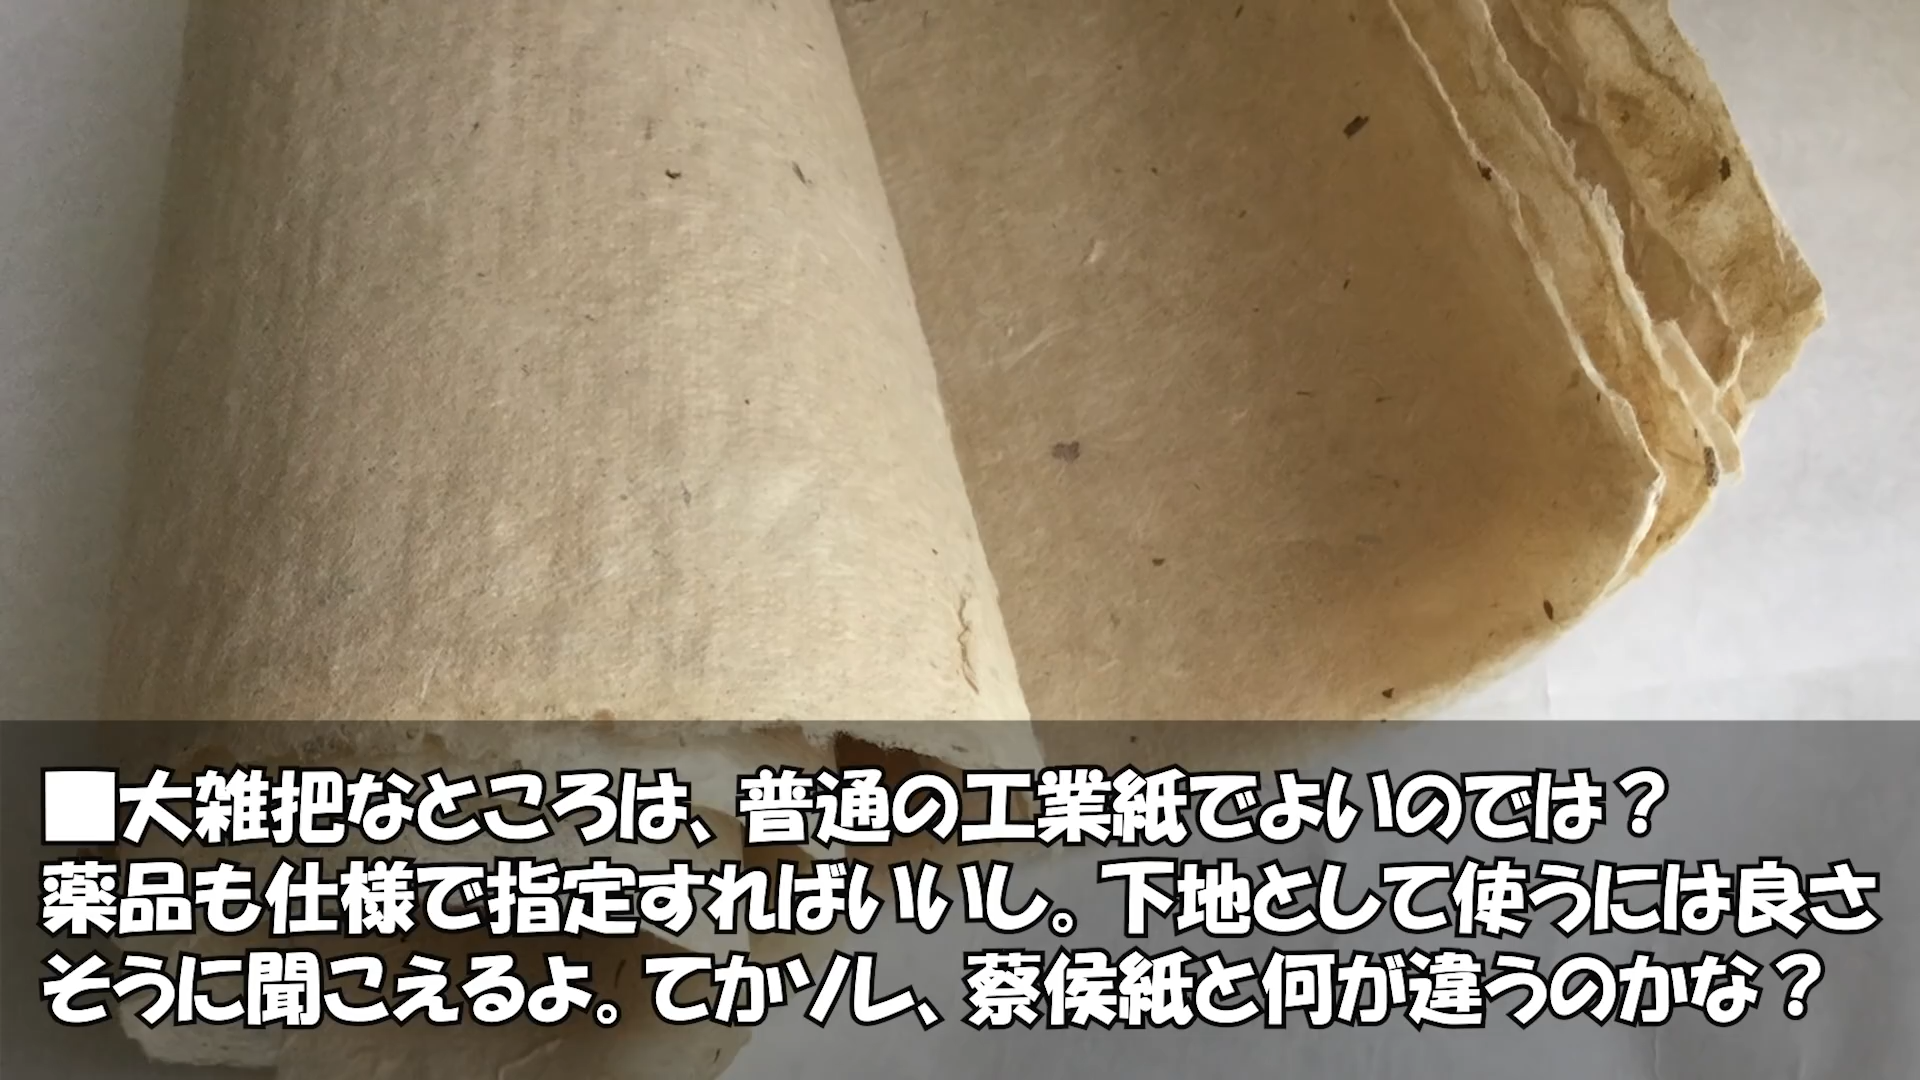 ■大雑把なところは、普通の工業紙でよいのでは？
薬品も仕様で指定すればいいし。下地として使うには良さ
そうに聞こえるよ。てかソレ、蔡侯紙と何が違うのかな？